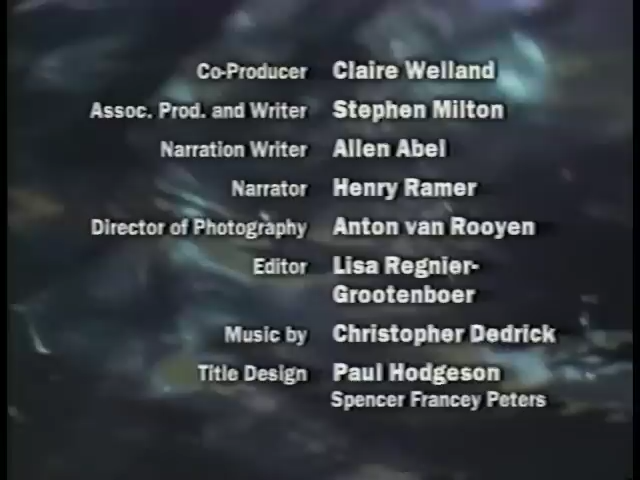 Co-Producer Claire Welland
Assoc. Prod. and Writer Stephen Milton
Narration Writer Allen Abel
Narrator Henry Ramer
Director of Photography Anton van Rooyen
Editor Lisa Regnier-
Grootenboer
Music by Christopher Dedrick
Title Design Paul Hodgeson
Spencer Francey Peters